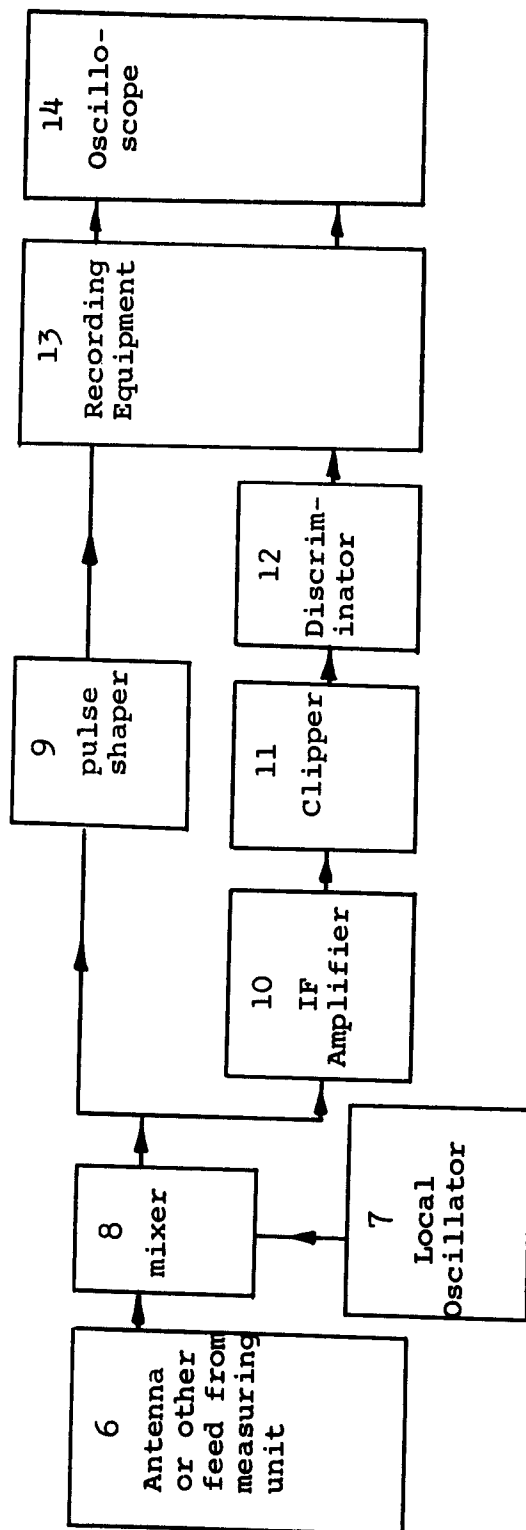 6
Antenna
or other
feed from
measuring
unit
7
Local
Oscillator
8
mixer
9
pulse
shaper
10
IF
Amplifier
11
Clipper
12
Discrim-
inator
13
Recording
Equipment
14
Oscillo-
scope